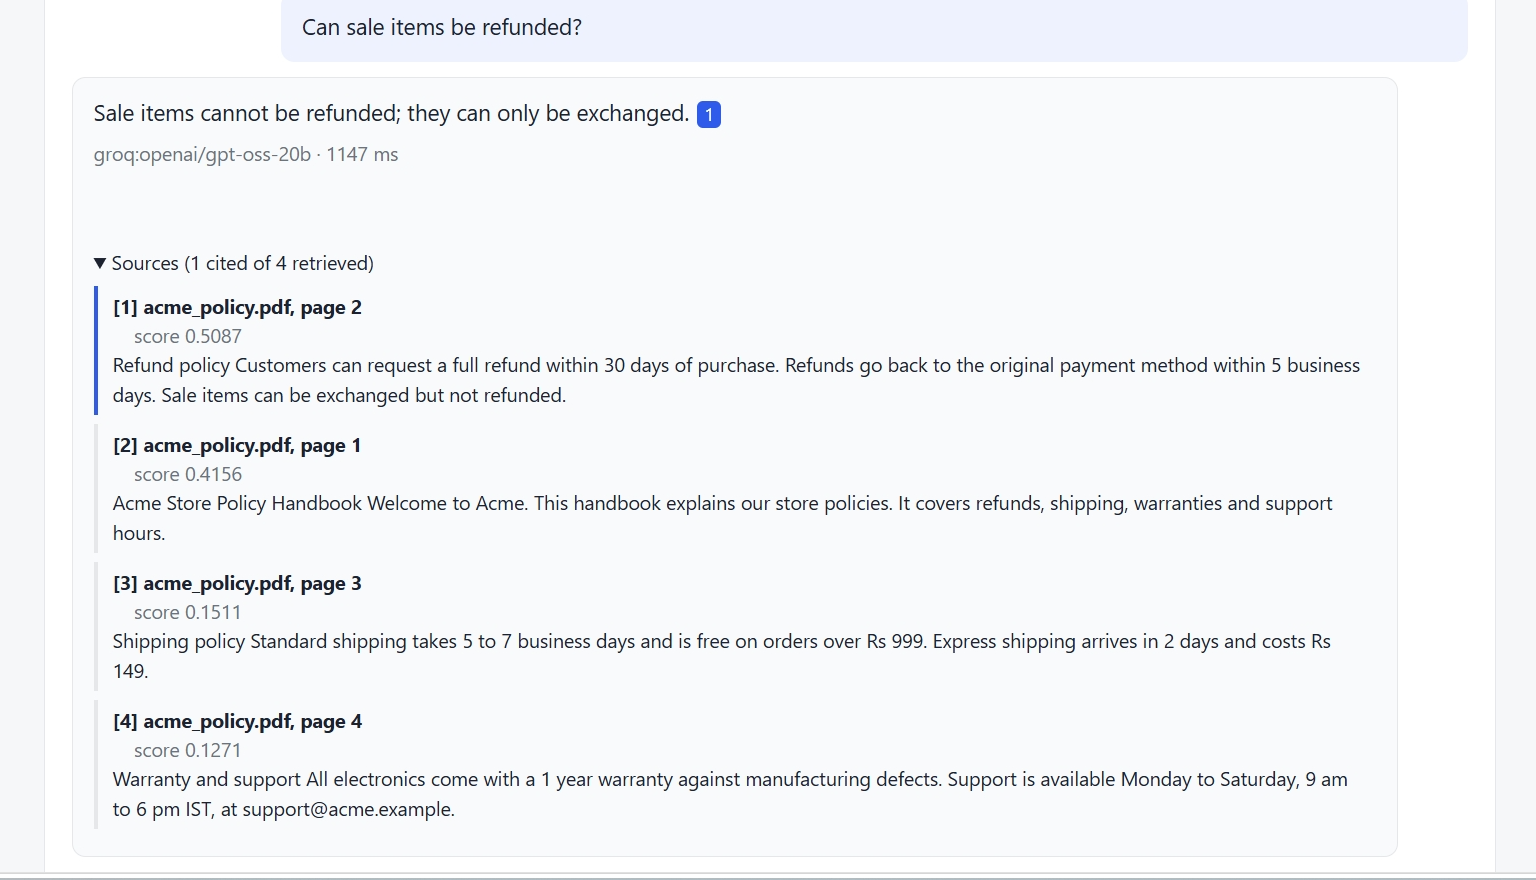 Can sale items be refunded?
Sale items cannot be refunded; they can only be exchanged. 1
groq:openai/gpt-oss-20b · 1147 ms
▼ Sources (1 cited of 4 retrieved)
[1] acme_policy.pdf, page 2
score 0.5087
Refund policy Customers can request a full refund within 30 days of purchase. Refunds go back to the original payment method within 5 business
days. Sale items can be exchanged but not refunded.
[2] acme_policy.pdf, page 1
score 0.4156
Acme Store Policy Handbook Welcome to Acme. This handbook explains our store policies. It covers refunds, shipping, warranties and support
hours.
[3] acme_policy.pdf, page 3
score 0.1511
Shipping policy Standard shipping takes 5 to 7 business days and is free on orders over Rs 999. Express shipping arrives in 2 days and costs Rs
149.
[4] acme_policy.pdf, page 4
score 0.1271
Warranty and support All electronics come with a 1 year warranty against manufacturing defects. Support is available Monday to Saturday, 9 am
to 6 pm IST, at support@acme.example.